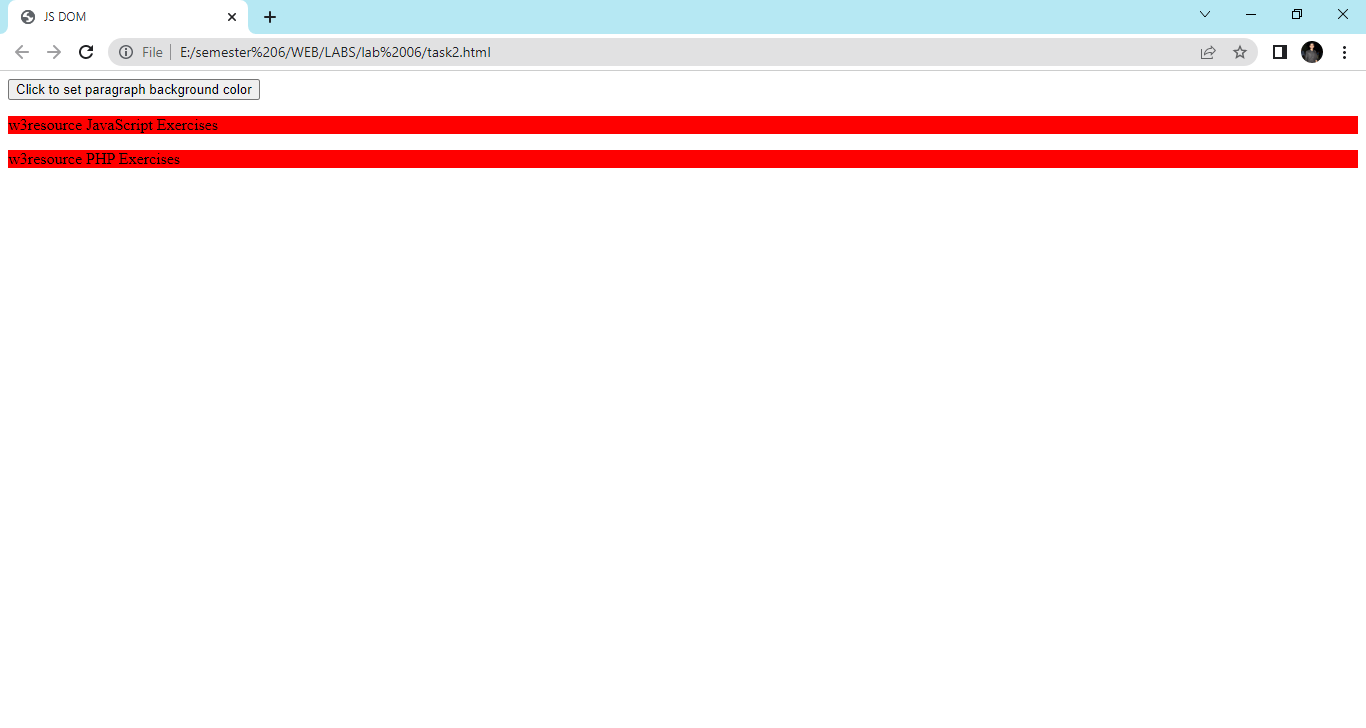 JS DOM
File E:/semester%206/WEB/LABS/lab%2006/task2.html
Click to set paragraph background color
w3resource JavaScript Exercises
w3resource PHP Exercises